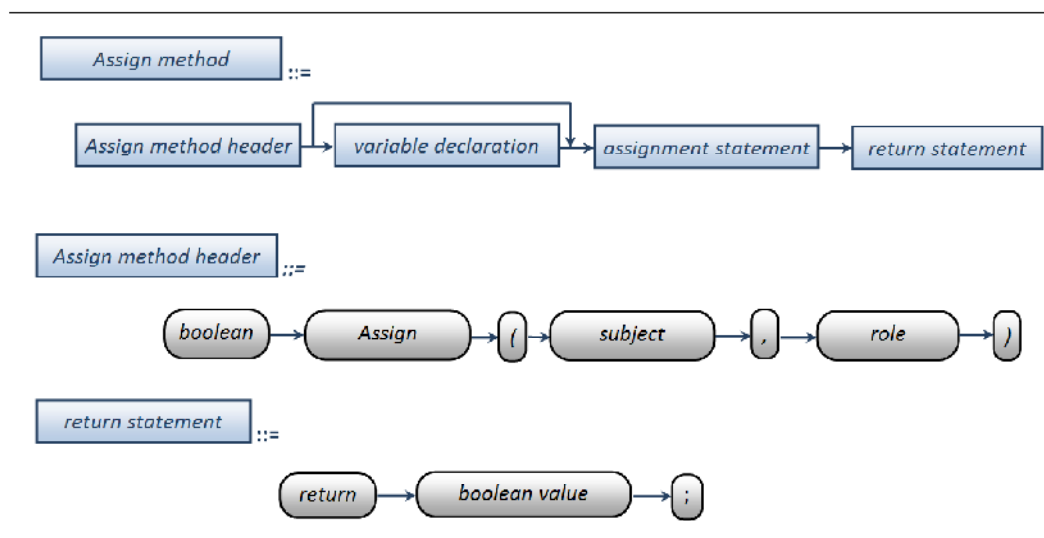 Assign method ::=
Assign method header variable declaration assignment statement return statement
Assign method header ::=
boolean Assign ( subject , role )
return statement ::=
return boolean value ;